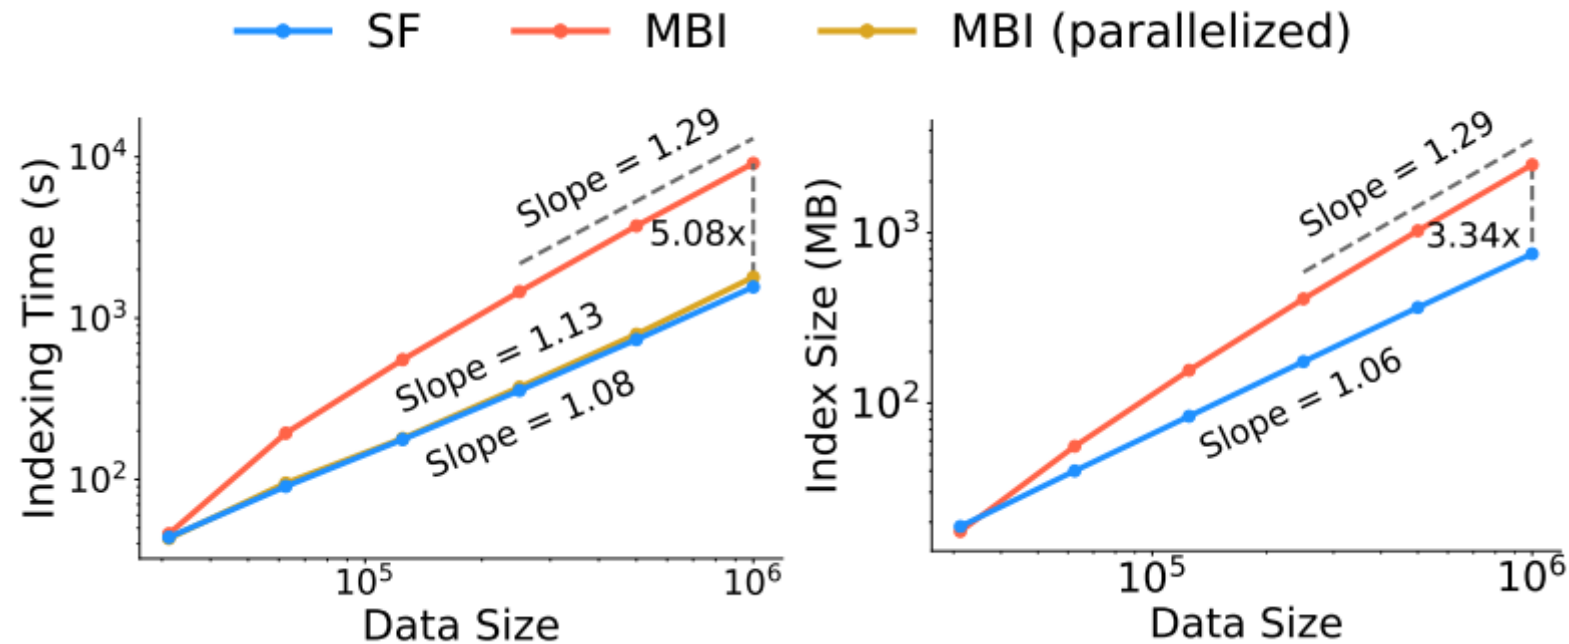 SF MBI MBI (parallelized)
Indexing Time (s)
10^4
10^3
10^2
Slope = 1.29
5.08x
Slope = 1.13
Slope = 1.08
10^5 10^6
Data Size
Index Size (MB)
10^3
10^2
Slope = 1.29
3.34x
Slope = 1.06
10^5 10^6
Data Size